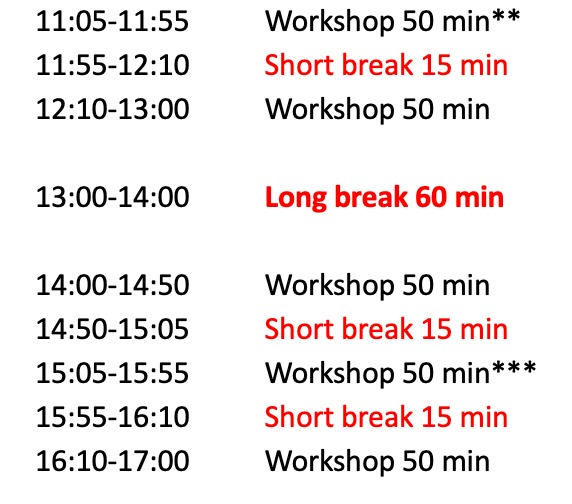 11:05-11:55 Workshop 50 min**
11:55-12:10 Short break 15 min
12:10-13:00 Workshop 50 min
13:00-14:00 Long break 60 min
14:00-14:50 Workshop 50 min
14:50-15:05 Short break 15 min
15:05-15:55 Workshop 50 min***
15:55-16:10 Short break 15 min
16:10-17:00 Workshop 50 min